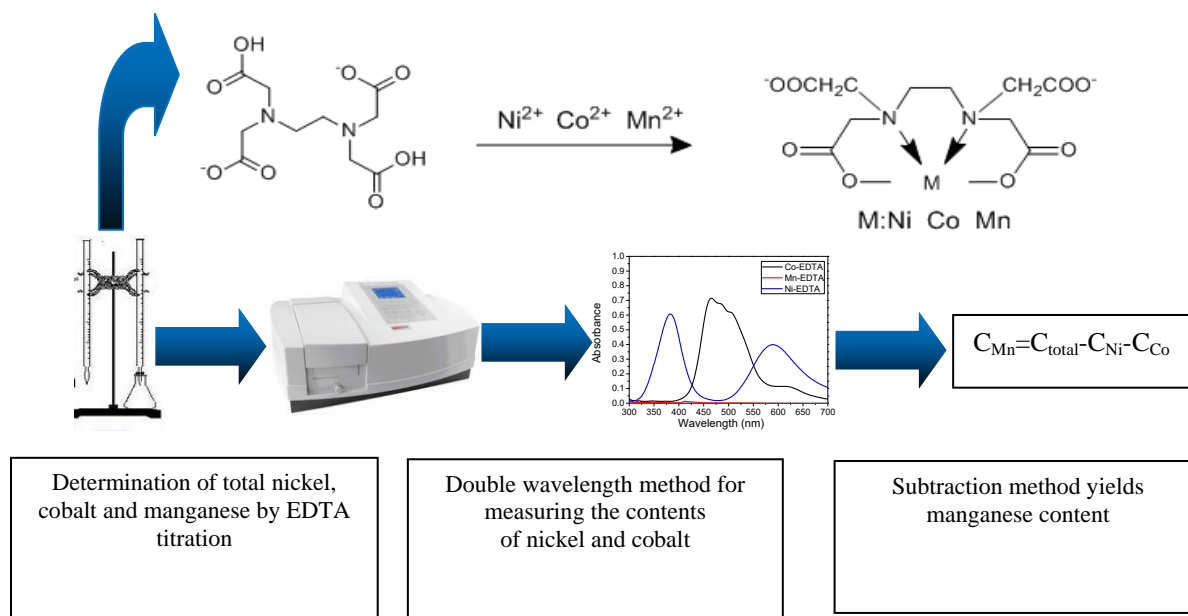 OH
O
⁻O
O
N
N
⁻O
O
OH
O
Ni²⁺ Co²⁺ Mn²⁺
⁻OOCH₂C
CH₂COO⁻
N
N
O
O
O
M
O
M:Ni Co Mn
1.0
0.9
0.8
0.7
0.6
0.5
0.4
0.3
0.2
0.1
0.0
Absorbance
Co-EDTA
Mn-EDTA
Ni-EDTA
300 350 400 450 500 550 600 650 700
Wavelength (nm)
C_Mn=C_total-C_Ni-C_Co
Determination of total nickel,
cobalt and manganese by EDTA
titration
Double wavelength method for
measuring the contents
of nickel and cobalt
Subtraction method yields
manganese content